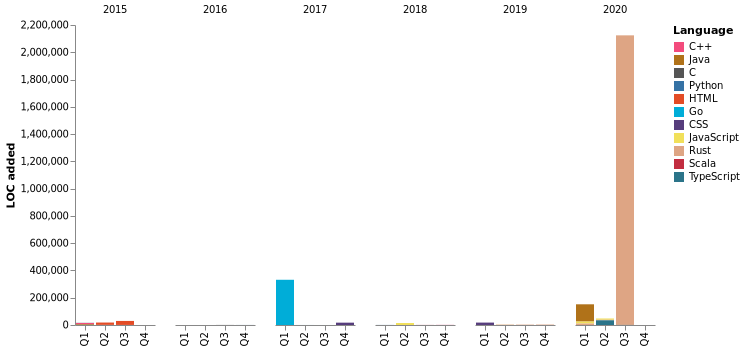 2015 2016 2017 2018 2019 2020
2,200,000
2,000,000
1,800,000
1,600,000
1,400,000
1,200,000
1,000,000
800,000
600,000
400,000
200,000
0
LOC added
Q1 Q2 Q3 Q4 Q1 Q2 Q3 Q4 Q1 Q2 Q3 Q4 Q1 Q2 Q3 Q4 Q1 Q2 Q3 Q4 Q1 Q2 Q3 Q4
Language
C++
Java
C
Python
HTML
Go
CSS
JavaScript
Rust
Scala
TypeScript